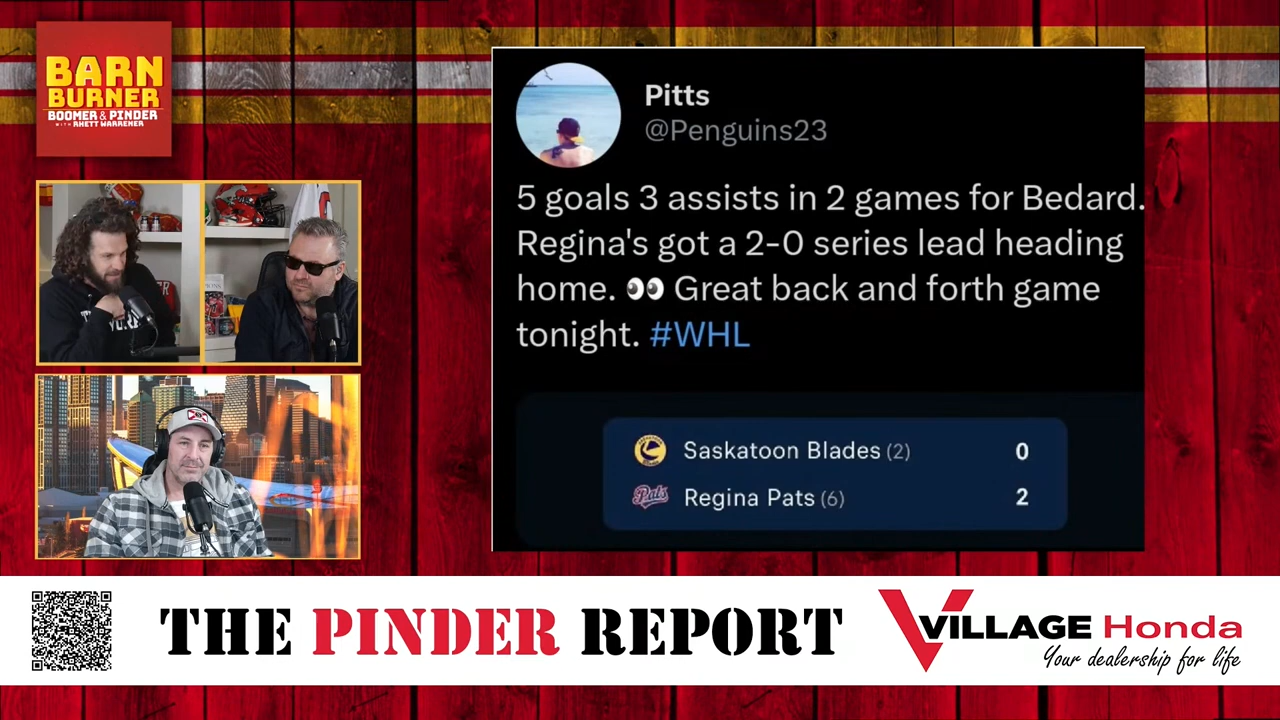 BARN
BURNER
BOOMER & PINDER
WITH RHETT WARRENER
Pitts
@Penguins23
5 goals 3 assists in 2 games for Bedard.
Regina's got a 2-0 series lead heading
home. 👀 Great back and forth game
tonight. #WHL
Saskatoon Blades (2) 0
Pats Regina Pats (6) 2
THE PINDER REPORT
VILLAGE Honda
Your dealership for life